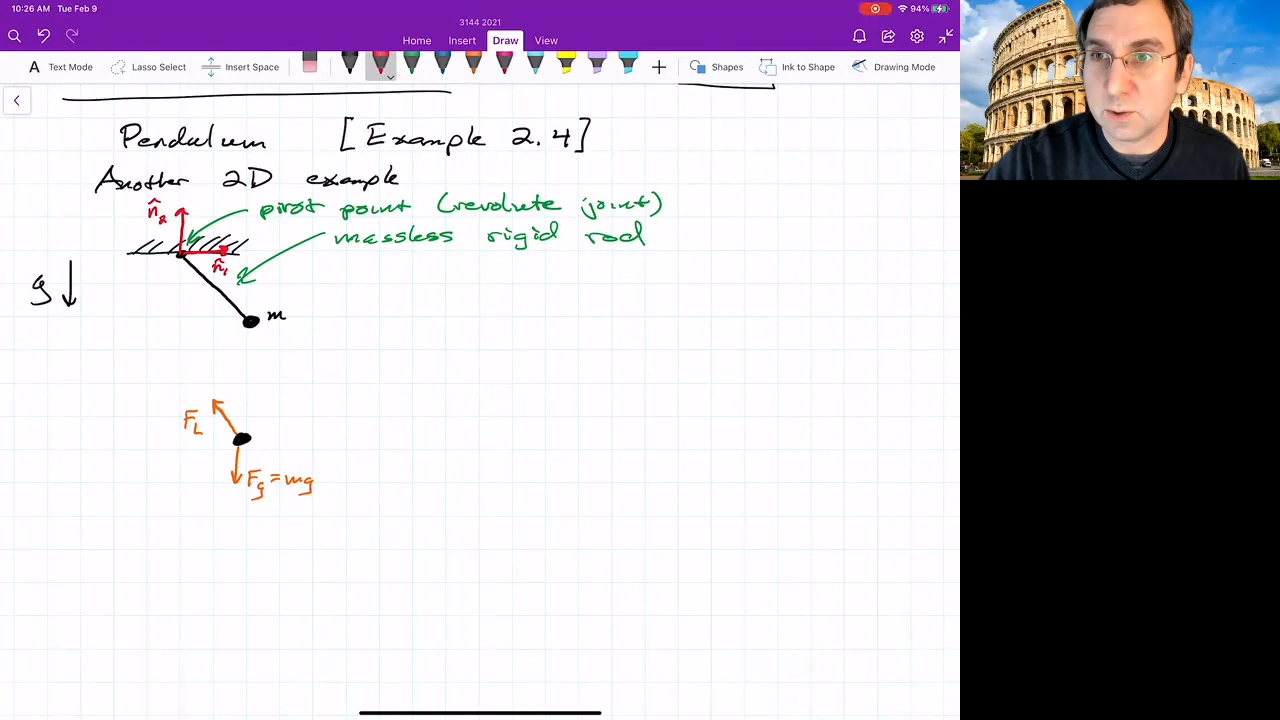 10:26 AM Tue Feb 9
94%
3144 2021
Home Insert Draw View
Text Mode Lasso Select Insert Space Shapes Ink to Shape Drawing Mode
Pendulum [Example 2.4]
Another 2D example
n̂₂ pivot point (revolute joint)
massless rigid rod
n̂₁
g
m
F_L
F_g = mg